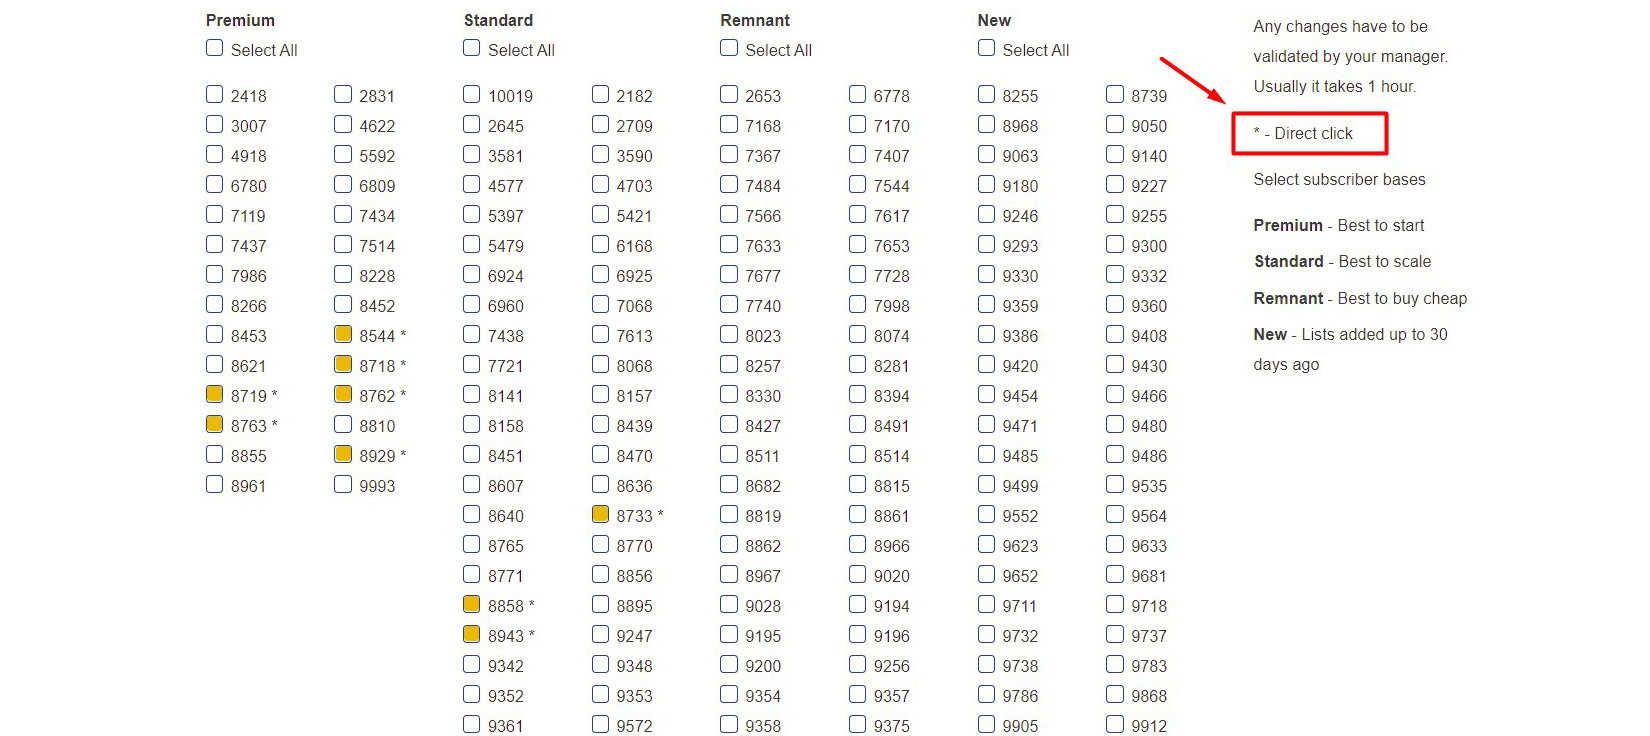 Premium Standard Remnant New
Select All Select All Select All Select All
2418 2831 10019 2182 2653 6778 8255 8739
3007 4622 2645 2709 7168 7170 8968 9050
4918 5592 3581 3590 7367 7407 9063 9140
6780 6809 4577 4703 7484 7544 9180 9227
7119 7434 5397 5421 7566 7617 9246 9255
7437 7514 5479 6168 7633 7653 9293 9300
7986 8228 6924 6925 7677 7728 9330 9332
8266 8452 6960 7068 7740 7998 9359 9360
8453 8544 * 7438 7613 8023 8074 9386 9408
8621 8718 * 7721 8068 8257 8281 9420 9430
8719 * 8762 * 8141 8157 8330 8394 9454 9466
8763 * 8810 8158 8439 8427 8491 9471 9480
8855 8929 * 8451 8470 8511 8514 9485 9486
8961 9993 8607 8636 8682 8815 9499 9535
8640 8733 * 8819 8861 9552 9564
8765 8770 8862 8966 9623 9633
8771 8856 8967 9020 9652 9681
8858 * 8895 9028 9194 9711 9718
8943 * 9247 9195 9196 9732 9737
9342 9348 9200 9256 9738 9783
9352 9353 9354 9357 9786 9868
9361 9572 9358 9375 9905 9912
Any changes have to be
validated by your manager.
Usually it takes 1 hour.
* - Direct click
Select subscriber bases
Premium - Best to start
Standard - Best to scale
Remnant - Best to buy cheap
New - Lists added up to 30
days ago